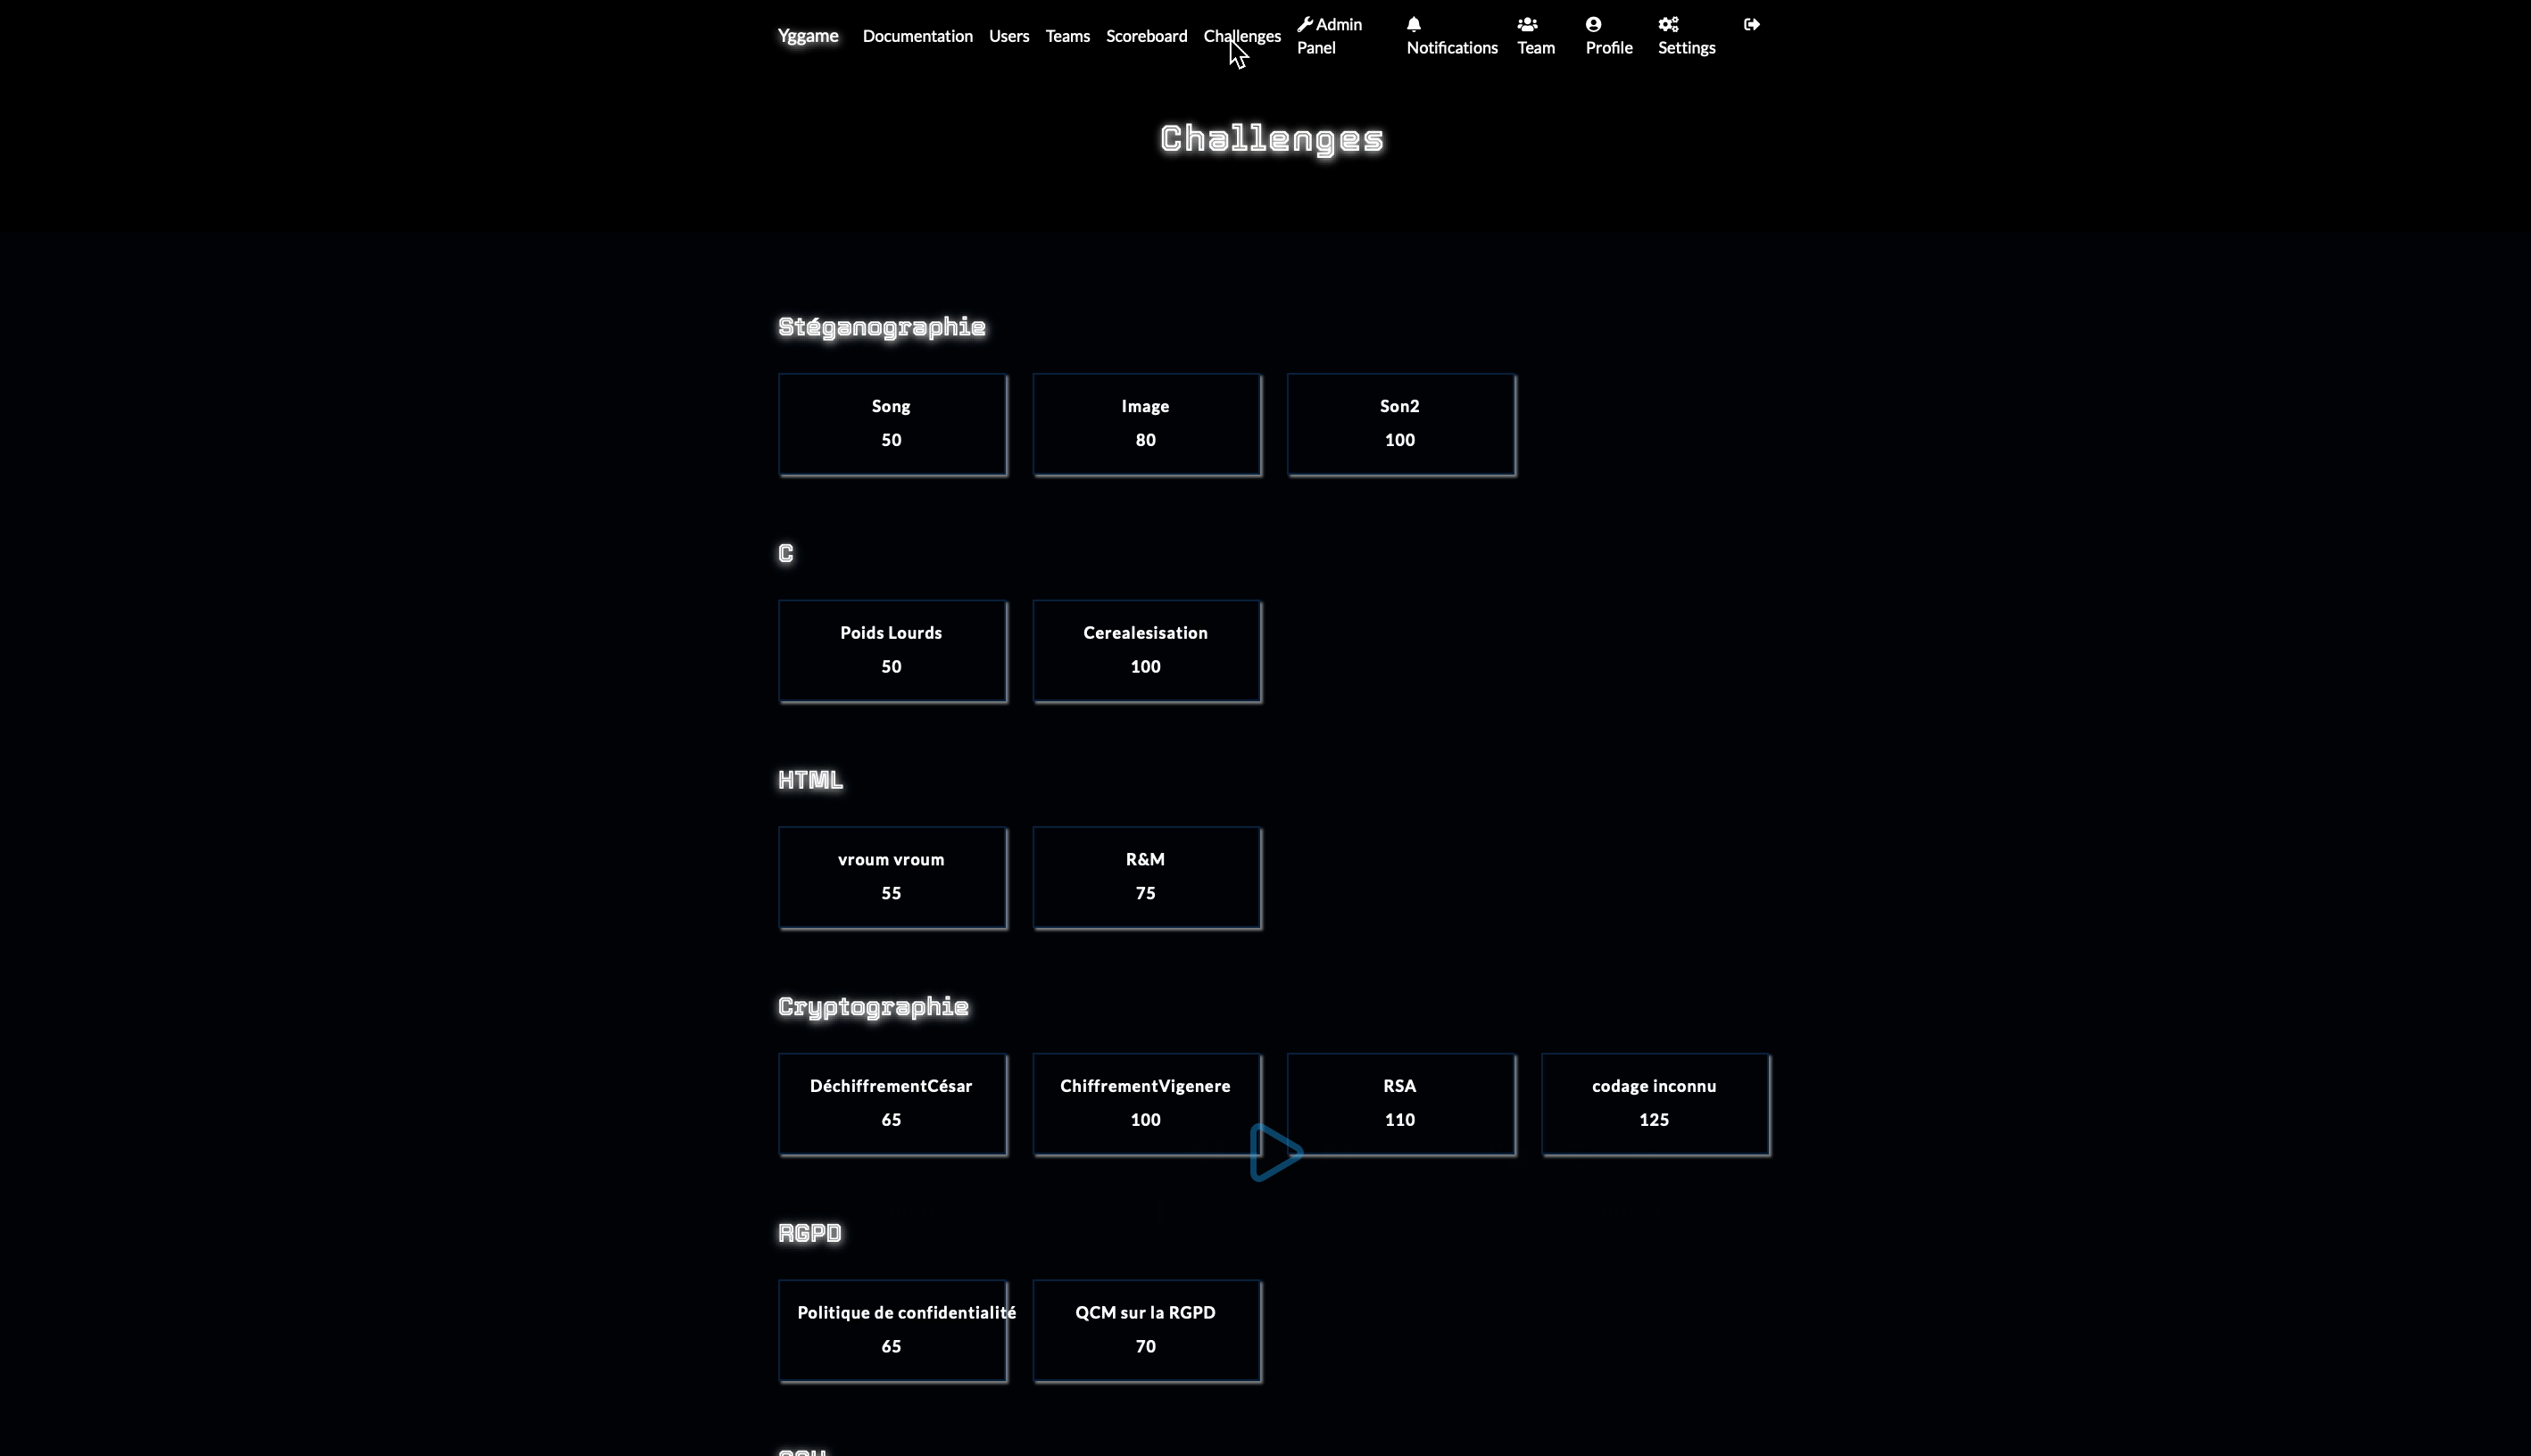 Yggame Documentation Users Teams Scoreboard Challenges Admin Panel Notifications Team Profile Settings
Challenges
Stéganographie
Song Image Son2
50 80 100
C
Poids Lourds Cerealesisation
50 100
HTML
vroum vroum R&M
55 75
Cryptographie
DéchiffrementCésar ChiffrementVigenere RSA codage inconnu
65 100 110 125
RGPD
Politique de confidentialité QCM sur la RGPD
65 70